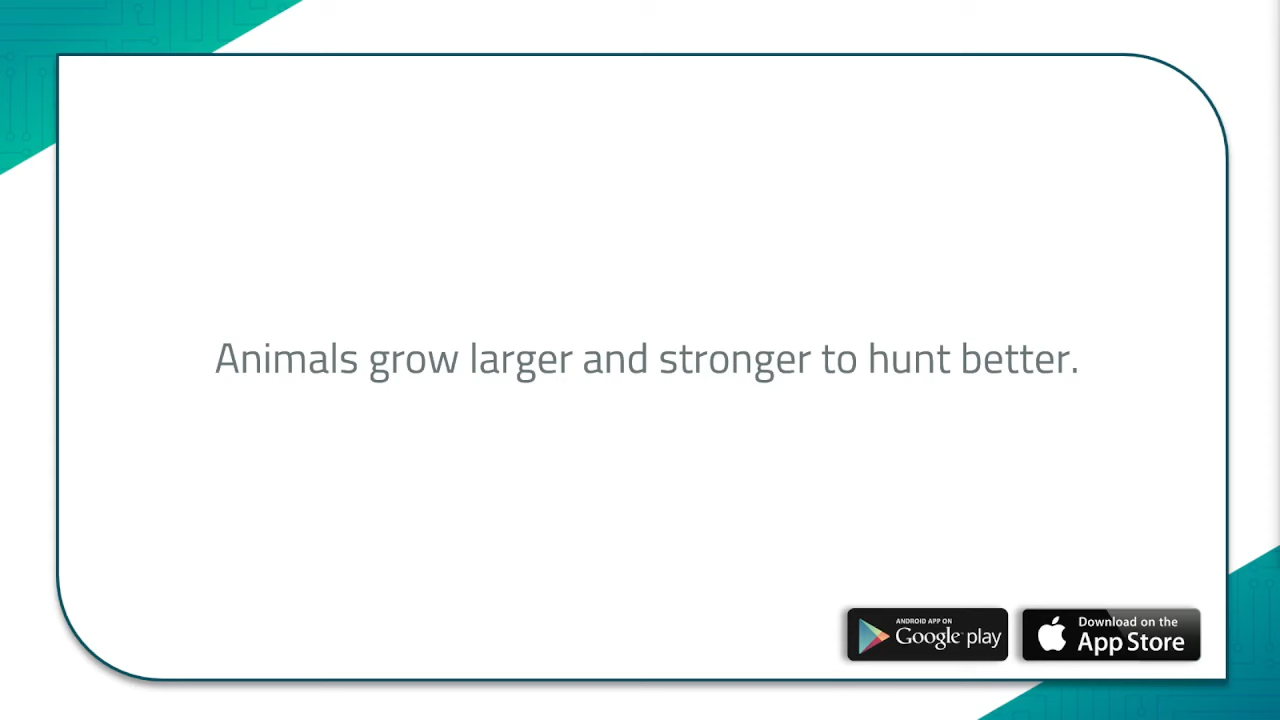 Animals grow larger and stronger to hunt better.
ANDROID APP ON
Google play
Download on the
App Store